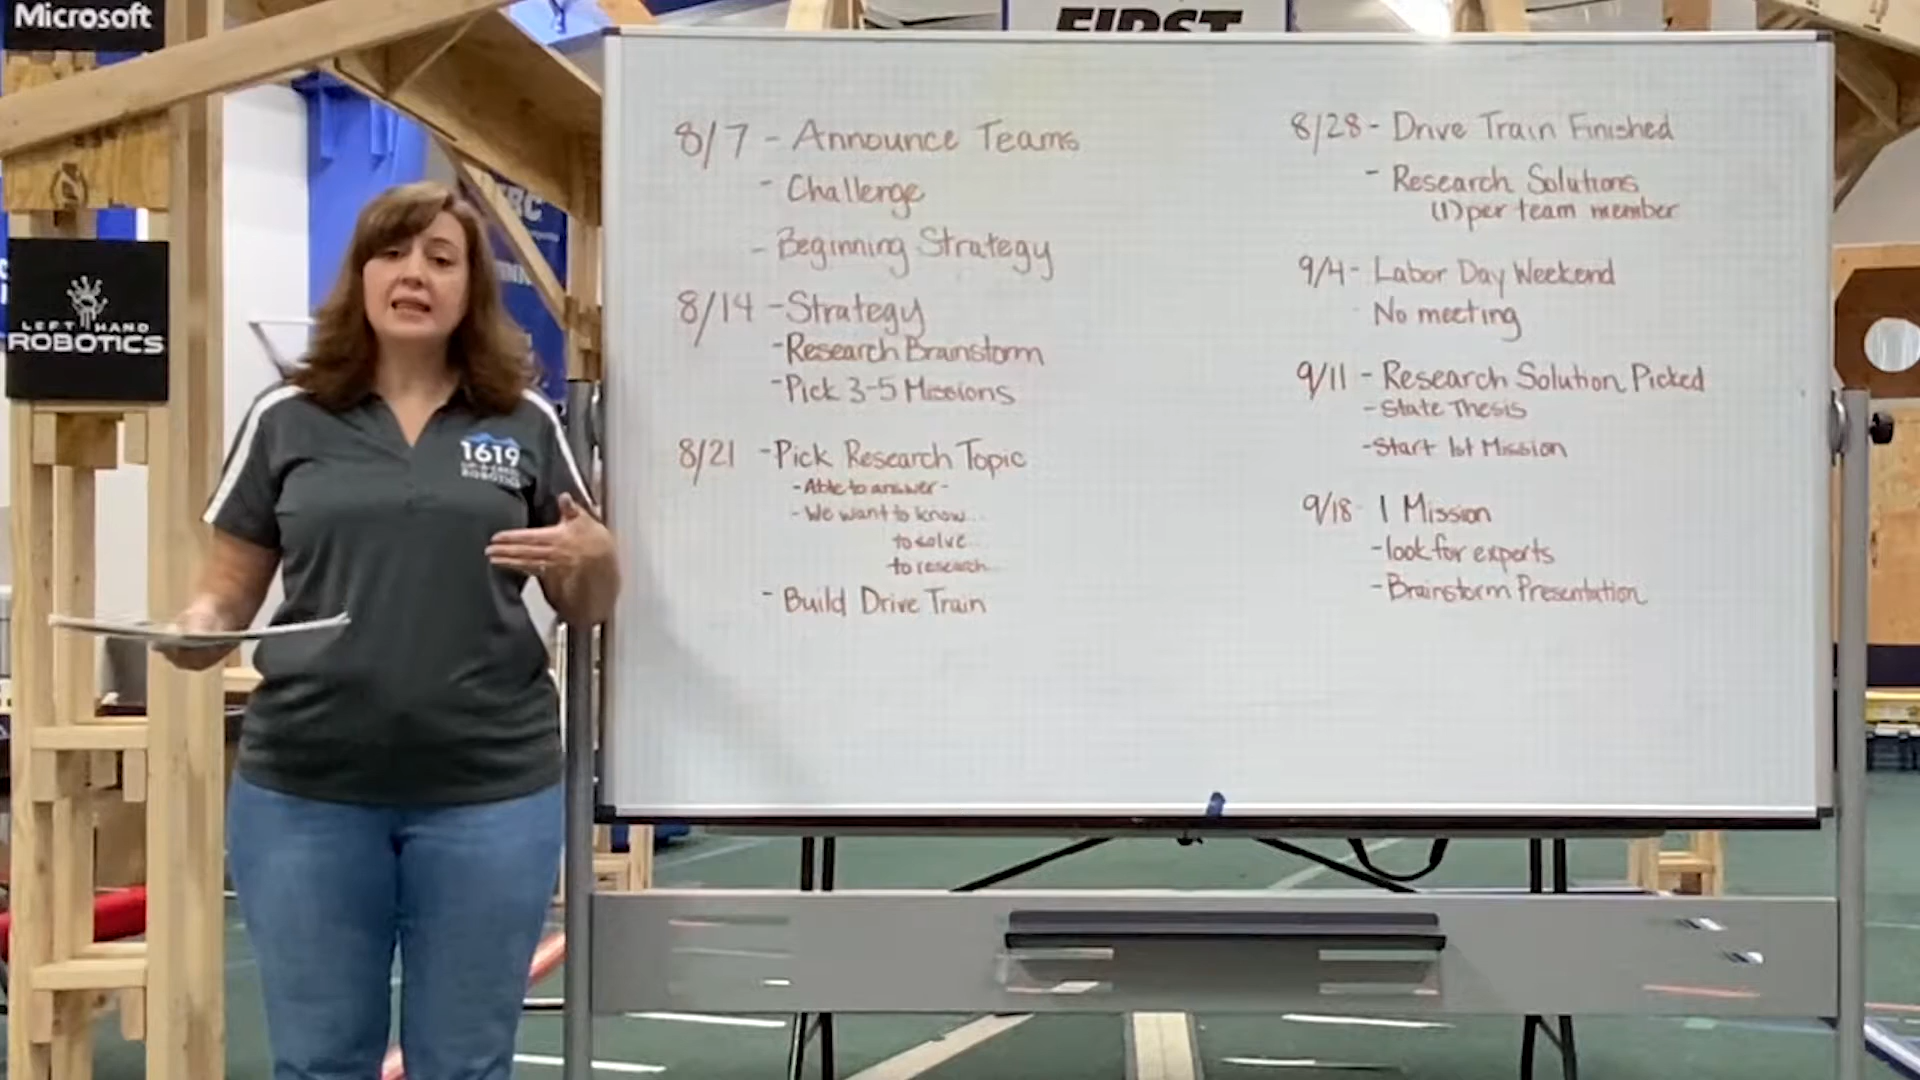 Microsoft
FIRST
LEFT HAND
ROBOTICS
1619
8/7 - Announce Teams
- Challenge
- Beginning Strategy
8/14 - Strategy
- Research Brainstorm
- Pick 3-5 Missions
8/21 - Pick Research Topic
- Able to answer -
- We want to know...
to solve...
to research...
- Build Drive Train
8/28 - Drive Train Finished
- Research Solutions
(1) per team member
9/4 - Labor Day Weekend
No meeting
9/11 - Research Solution Picked
- State Thesis
- Start 1st Mission
9/18 1 Mission
- look for experts
- Brainstorm Presentation